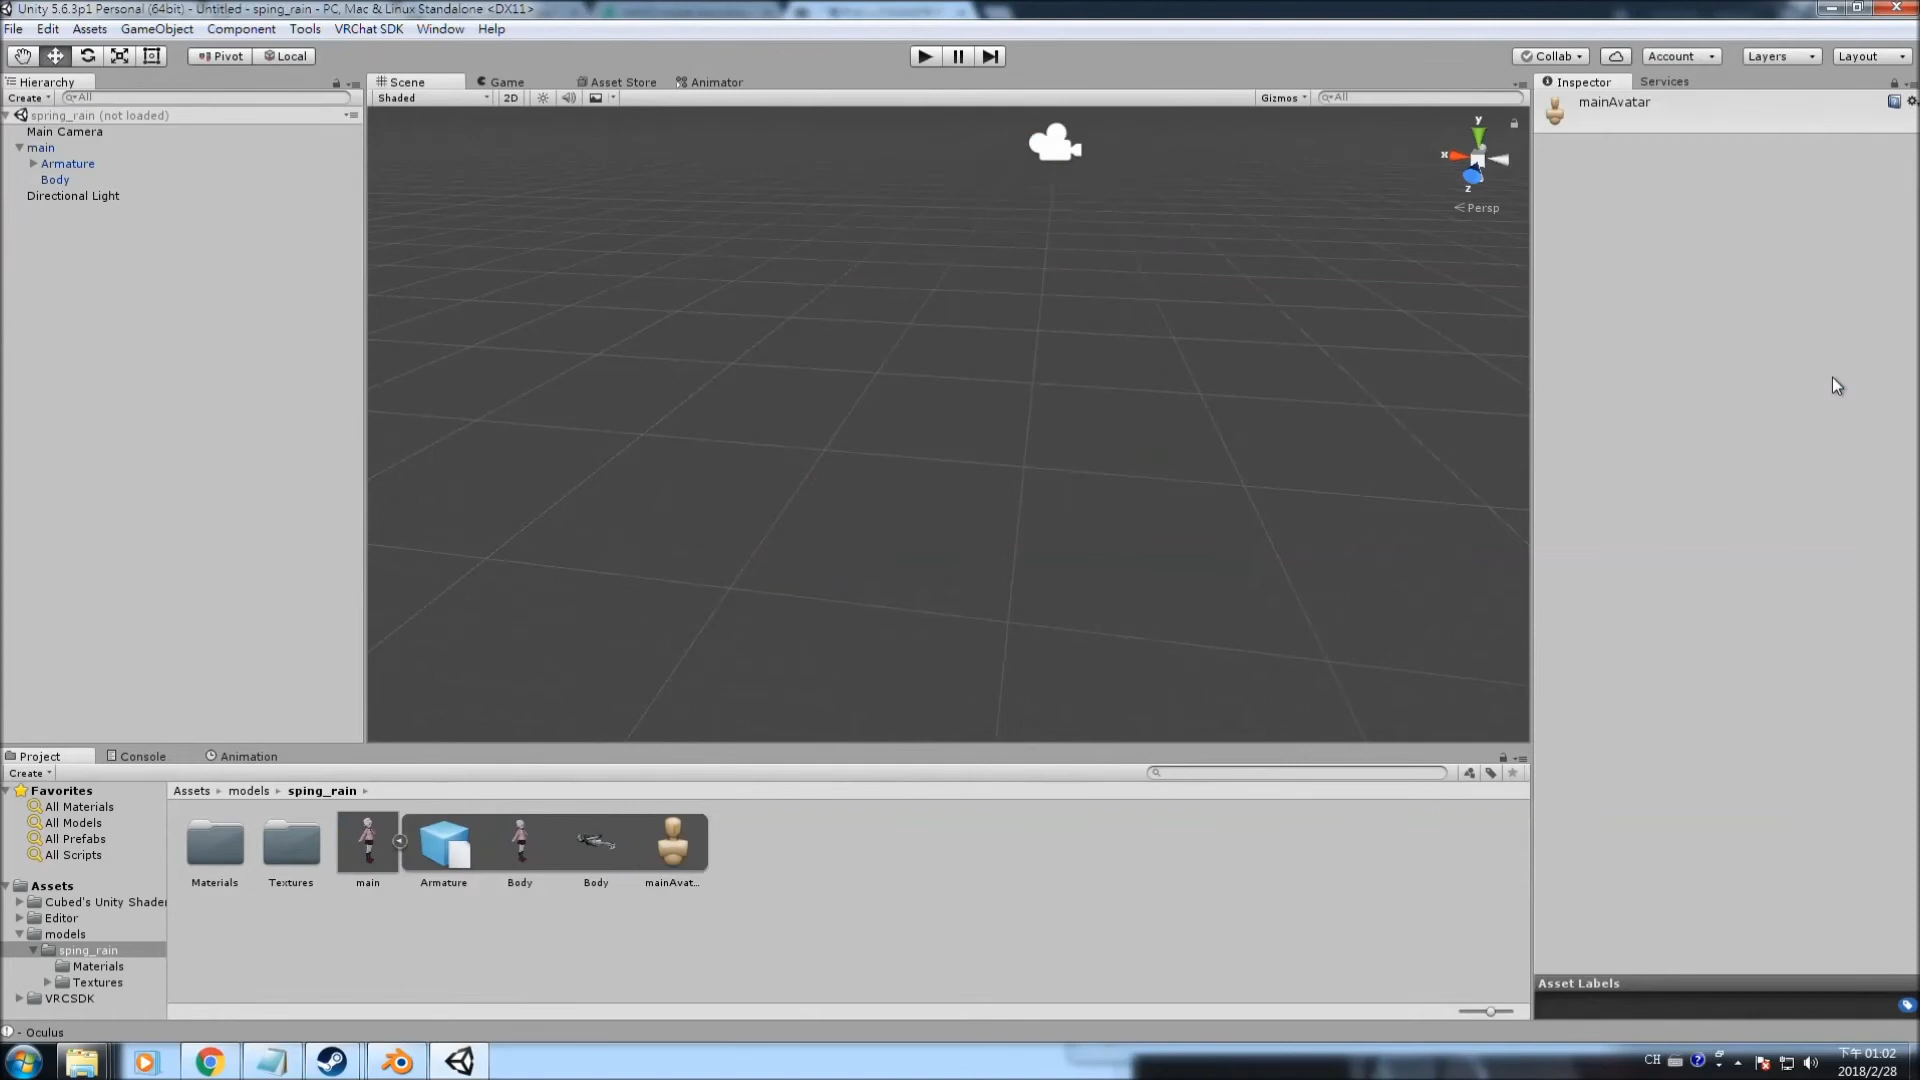 Unity 5.6.3p1 Personal (64bit) - Untitled - sping_rain - PC, Mac & Linux Standalone <DX11>
File Edit Assets GameObject Component Tools VRChat SDK Window Help
Pivot Local Collab Account Layers Layout
Hierarchy
Create All
spring_rain (not loaded)
Main Camera
main
Armature
Body
Directional Light
Scene Game Asset Store Animator
Shaded 2D Gizmos All
y
x
z
Persp
Inspector Services
mainAvatar
Project Console Animation
Create
Favorites
All Materials
All Models
All Prefabs
All Scripts
Assets
Cubed's Unity Shader
Editor
models
sping_rain
Materials
Textures
VRCSDK
Assets models sping_rain
Materials Textures main Armature Body Body mainAvat...
Asset Labels
- Oculus
CH
下午 01:02
2018/2/28